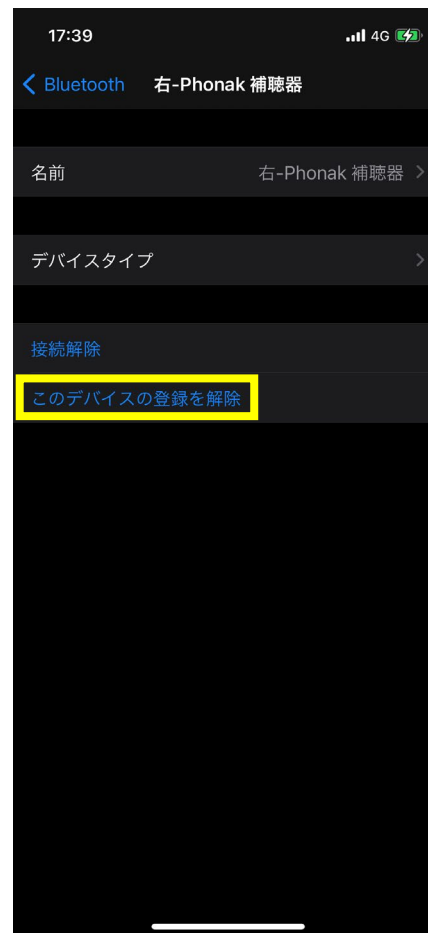 17:39 4G
Bluetooth 右-Phonak 補聴器
名前 右-Phonak 補聴器
デバイスタイプ
接続解除
このデバイスの登録を解除